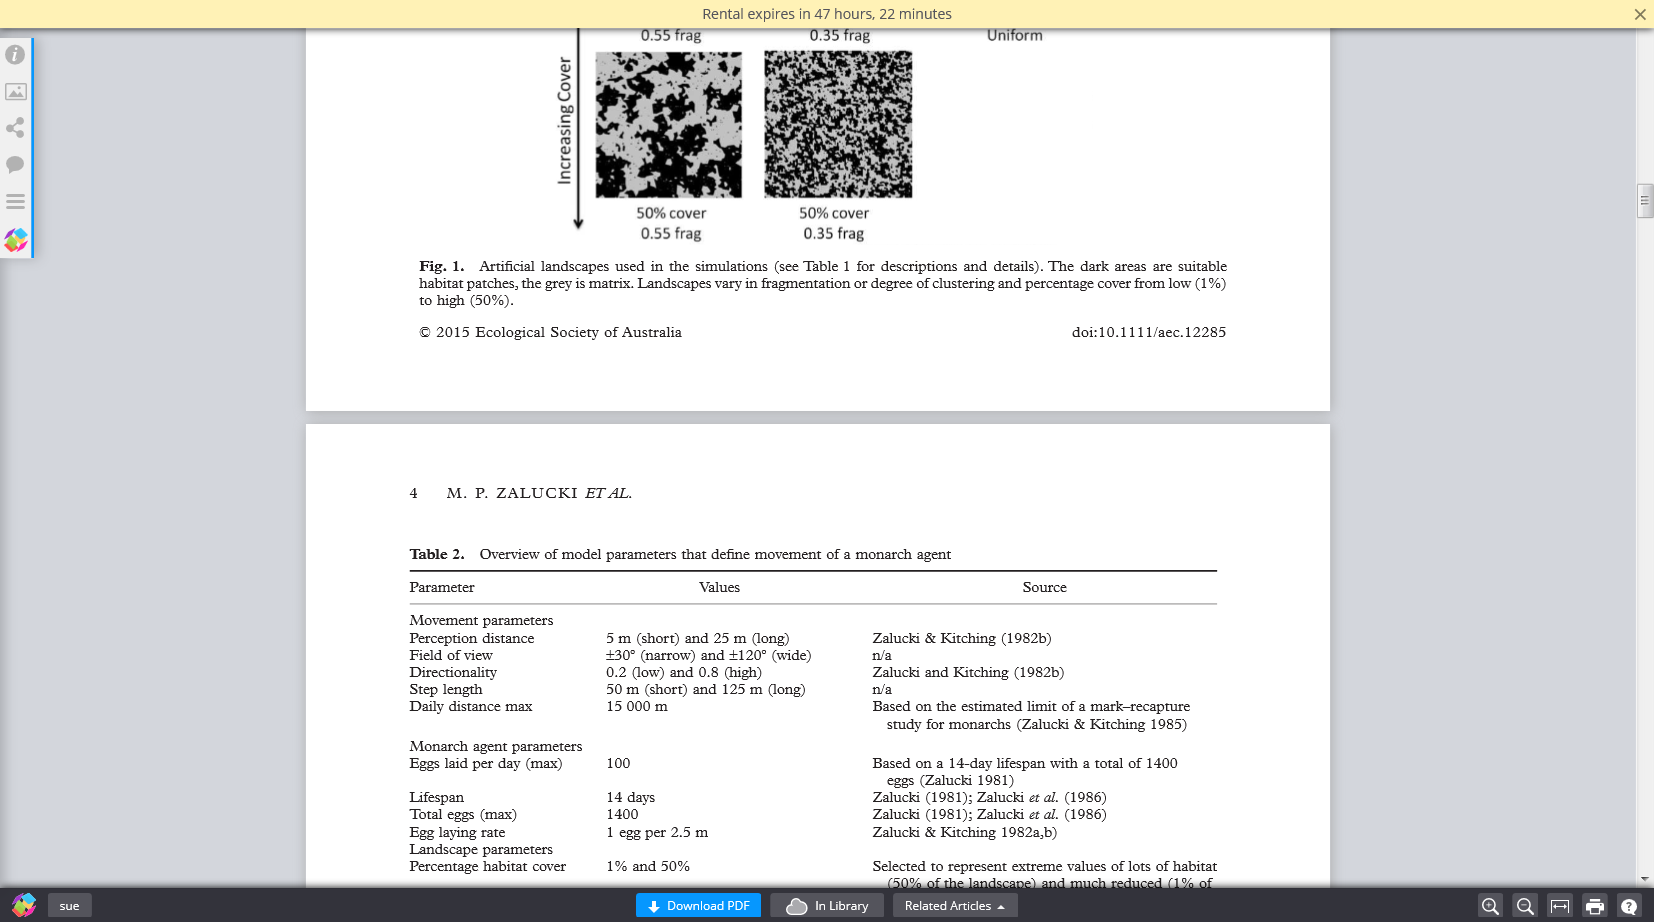 Rental expires in 47 hours, 22 minutes
0.55 frag
0.35 frag
Uniform
Increasing Cover
50% cover
0.55 frag
50% cover
0.35 frag
Fig. 1. Artificial landscapes used in the simulations (see Table 1 for descriptions and details). The dark areas are suitable
habitat patches, the grey is matrix. Landscapes vary in fragmentation or degree of clustering and percentage cover from low (1%)
to high (50%).
© 2015 Ecological Society of Australia
doi:10.1111/aec.12285
4 M. P. ZALUCKI ET AL.
Table 2. Overview of model parameters that define movement of a monarch agent
Parameter Values Source
Movement parameters
Perception distance 5 m (short) and 25 m (long) Zalucki & Kitching (1982b)
Field of view ±30° (narrow) and ±120° (wide) n/a
Directionality 0.2 (low) and 0.8 (high) Zalucki and Kitching (1982b)
Step length 50 m (short) and 125 m (long) n/a
Daily distance max 15 000 m Based on the estimated limit of a mark–recapture
study for monarchs (Zalucki & Kitching 1985)
Monarch agent parameters
Eggs laid per day (max) 100 Based on a 14-day lifespan with a total of 1400
eggs (Zalucki 1981)
Lifespan 14 days Zalucki (1981); Zalucki et al. (1986)
Total eggs (max) 1400 Zalucki (1981); Zalucki et al. (1986)
Egg laying rate 1 egg per 2.5 m Zalucki & Kitching 1982a,b)
Landscape parameters
Percentage habitat cover 1% and 50% Selected to represent extreme values of lots of habitat
(50% of the landscape) and much reduced (1% of
sue
Download PDF
In Library
Related Articles